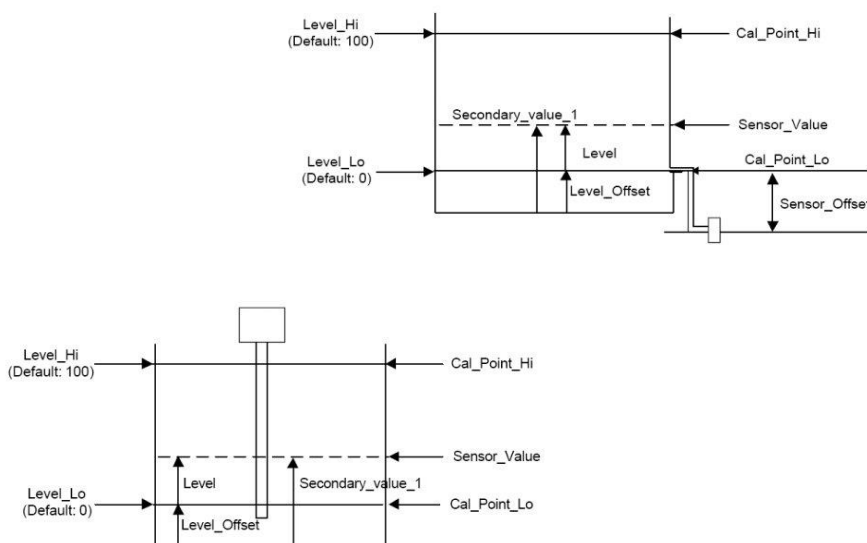 Level_Hi
(Default: 100)
Cal_Point_Hi
Secondary_value_1
Sensor_Value
Level
Level_Lo
(Default: 0)
Cal_Point_Lo
Level_Offset
Sensor_Offset
Level_Hi
(Default: 100)
Cal_Point_Hi
Sensor_Value
Level
Secondary_value_1
Level_Lo
(Default: 0)
Cal_Point_Lo
Level_Offset